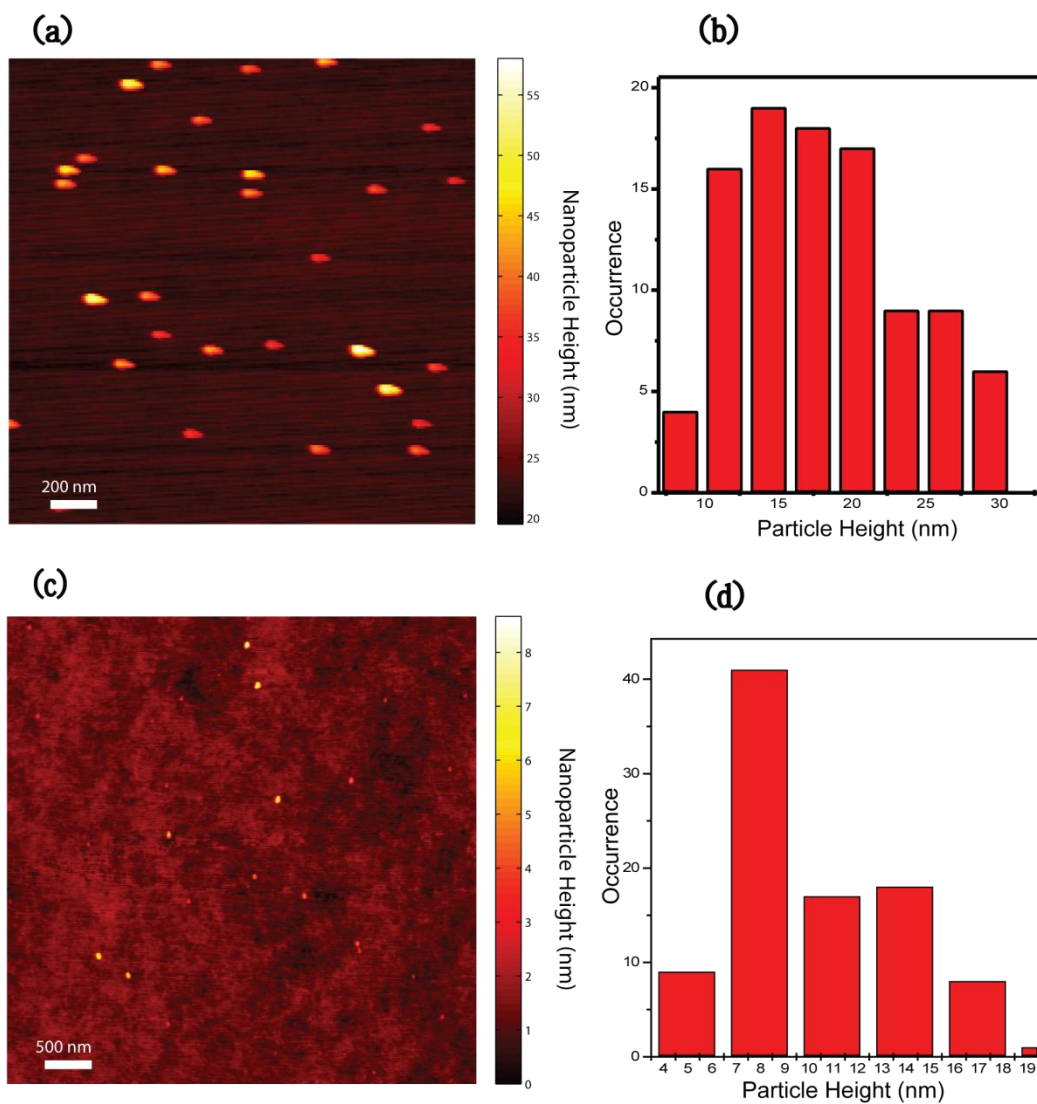 (a)
55
50
45
40
35
30
25
20
Nanoparticle Height (nm)
200 nm
(b)
20
15
10
5
0
Occurrence
10 15 20 25 30
Particle Height (nm)
(c)
8
7
6
5
4
3
2
1
0
Nanoparticle Height (nm)
500 nm
(d)
40
30
20
10
0
Occurrence
4 5 6 7 8 9 10 11 12 13 14 15 16 17 18 19
Particle Height (nm)